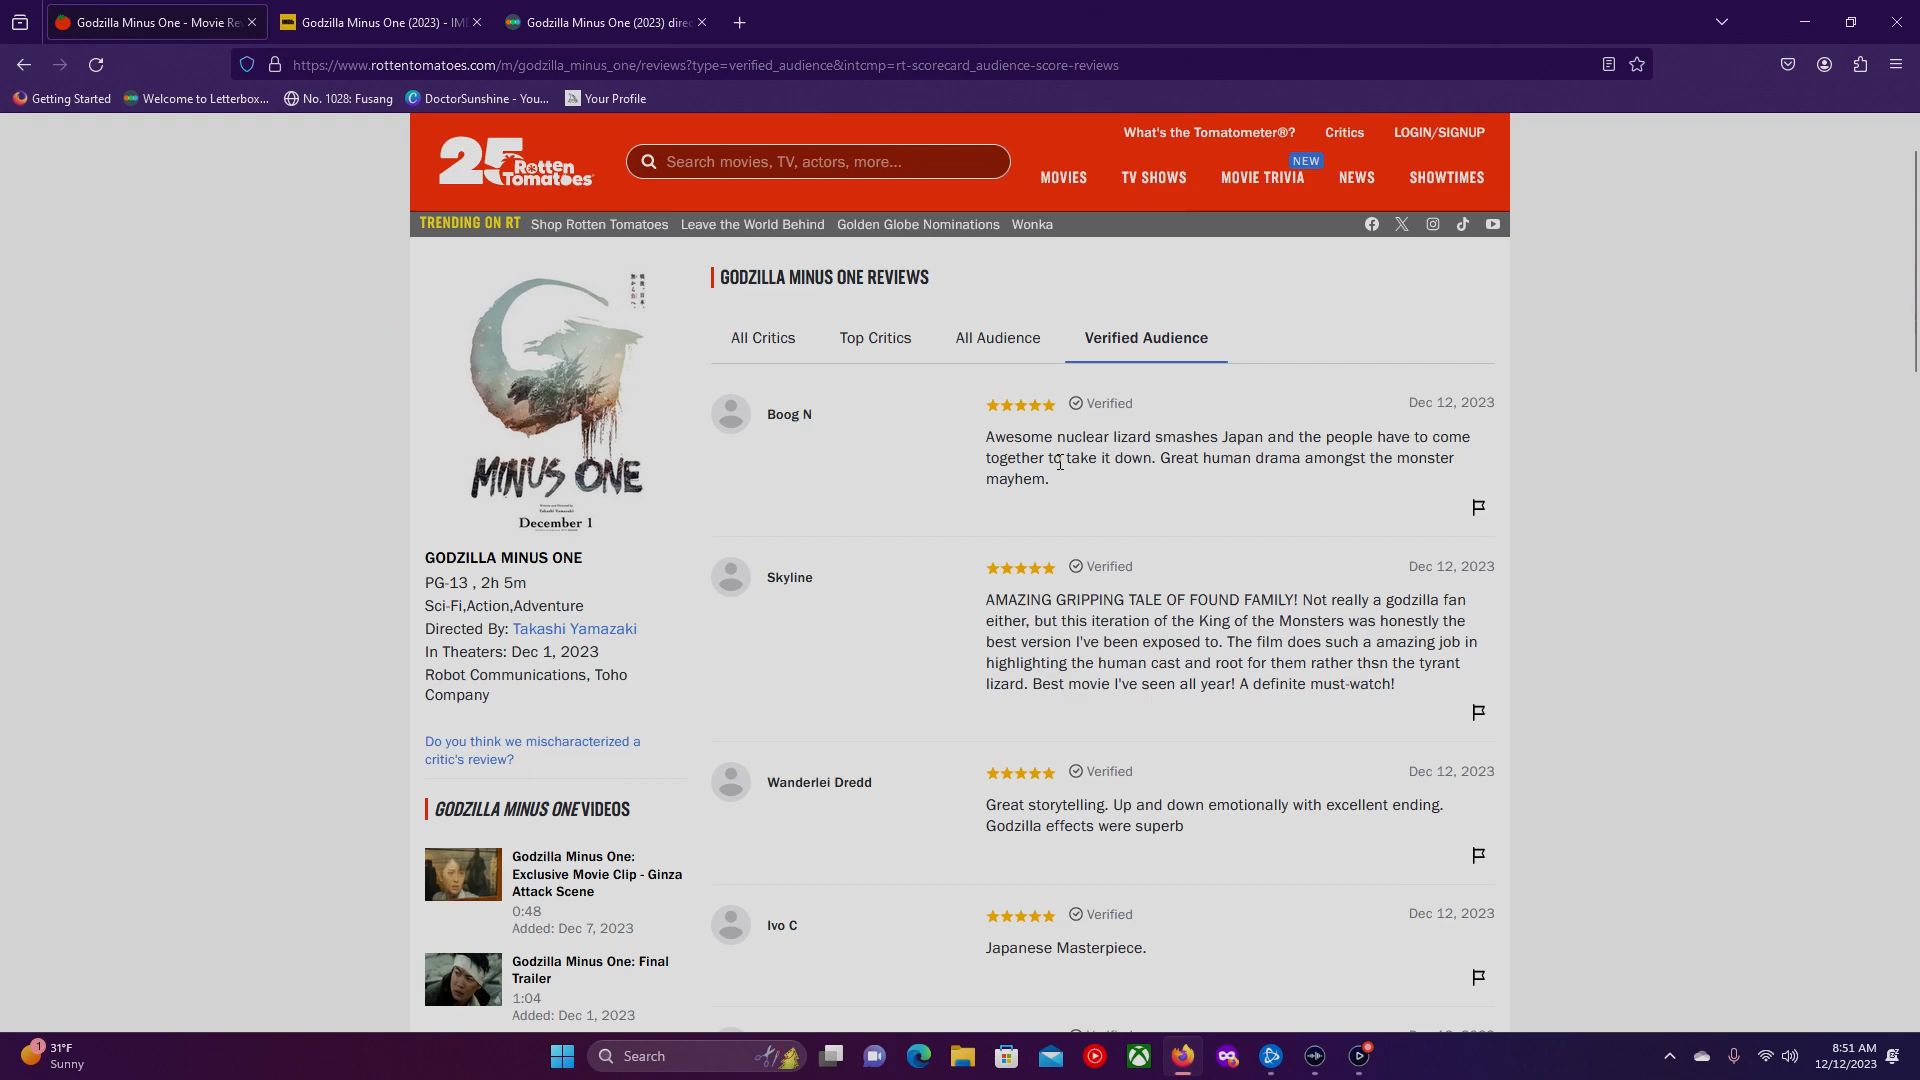 Godzilla Minus One - Movie Re
Godzilla Minus One (2023) - IM
Godzilla Minus One (2023) direc
https://www.rottentomatoes.com/m/godzilla_minus_one/reviews?type=verified_audience&intcmp=rt-scorecard_audience-score-reviews
Getting Started
Welcome to Letterbox...
No. 1028: Fusang
DoctorSunshine - You...
Your Profile
What's the Tomatometer®?
Critics
LOGIN/SIGNUP
25 Rotten Tomatoes
Search movies, TV, actors, more...
NEW
MOVIES
TV SHOWS
MOVIE TRIVIA
NEWS
SHOWTIMES
TRENDING ON RT
Shop Rotten Tomatoes
Leave the World Behind
Golden Globe Nominations
Wonka
MINUS ONE
December 1
GODZILLA MINUS ONE
PG-13 , 2h 5m
Sci-Fi,Action,Adventure
Directed By: Takashi Yamazaki
In Theaters: Dec 1, 2023
Robot Communications, Toho
Company
Do you think we mischaracterized a
critic's review?
GODZILLA MINUS ONE VIDEOS
Godzilla Minus One:
Exclusive Movie Clip - Ginza
Attack Scene
0:48
Added: Dec 7, 2023
Godzilla Minus One: Final
Trailer
1:04
Added: Dec 1, 2023
GODZILLA MINUS ONE REVIEWS
All Critics
Top Critics
All Audience
Verified Audience
Boog N
Verified
Dec 12, 2023
Awesome nuclear lizard smashes Japan and the people have to come
together to take it down. Great human drama amongst the monster
mayhem.
Skyline
Verified
Dec 12, 2023
AMAZING GRIPPING TALE OF FOUND FAMILY! Not really a godzilla fan
either, but this iteration of the King of the Monsters was honestly the
best version I've been exposed to. The film does such a amazing job in
highlighting the human cast and root for them rather thsn the tyrant
lizard. Best movie I've seen all year! A definite must-watch!
Wanderlei Dredd
Verified
Dec 12, 2023
Great storytelling. Up and down emotionally with excellent ending.
Godzilla effects were superb
Ivo C
Verified
Dec 12, 2023
Japanese Masterpiece.
1
31°F
Sunny
Search
8:51 AM
12/12/2023